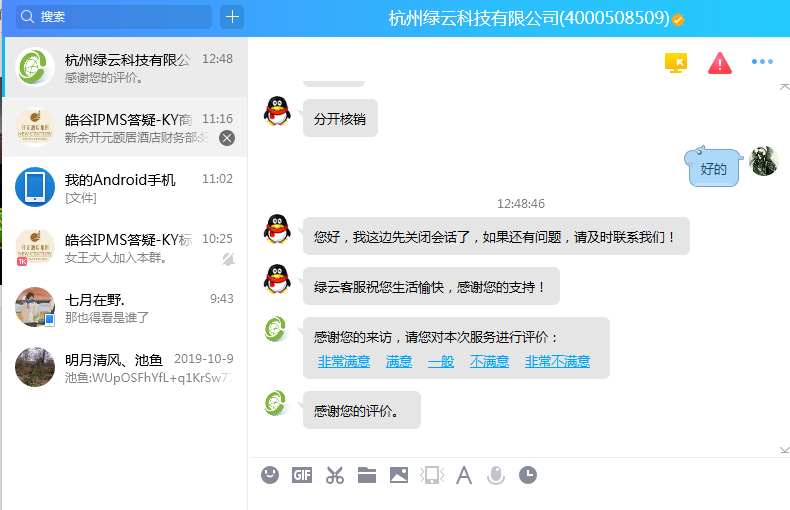 搜索
杭州绿云科技有限公司(4000508509)
杭州绿云科技有限公 12:48
感谢您的评价。
皓谷IPMS答疑-KY商 11:16
新余开元颐居酒店财务部:
我的Android手机 11:02
[文件]
皓谷IPMS答疑-KY标 10:25
女王大人加入本群。
1K
七月在野. 9:43
那也得看是谁了
明月清风、池鱼 2019-10-9
池鱼:WUpOSFhYfL+q1KrSw77
分开核销
好的
12:48:46
您好，我这边先关闭会话了，如果还有问题，请及时联系我们！
绿云客服祝您生活愉快，感谢您的支持！
感谢您的来访，请您对本次服务进行评价：
非常满意 满意 一般 不满意 非常不满意
感谢您的评价。
GIF